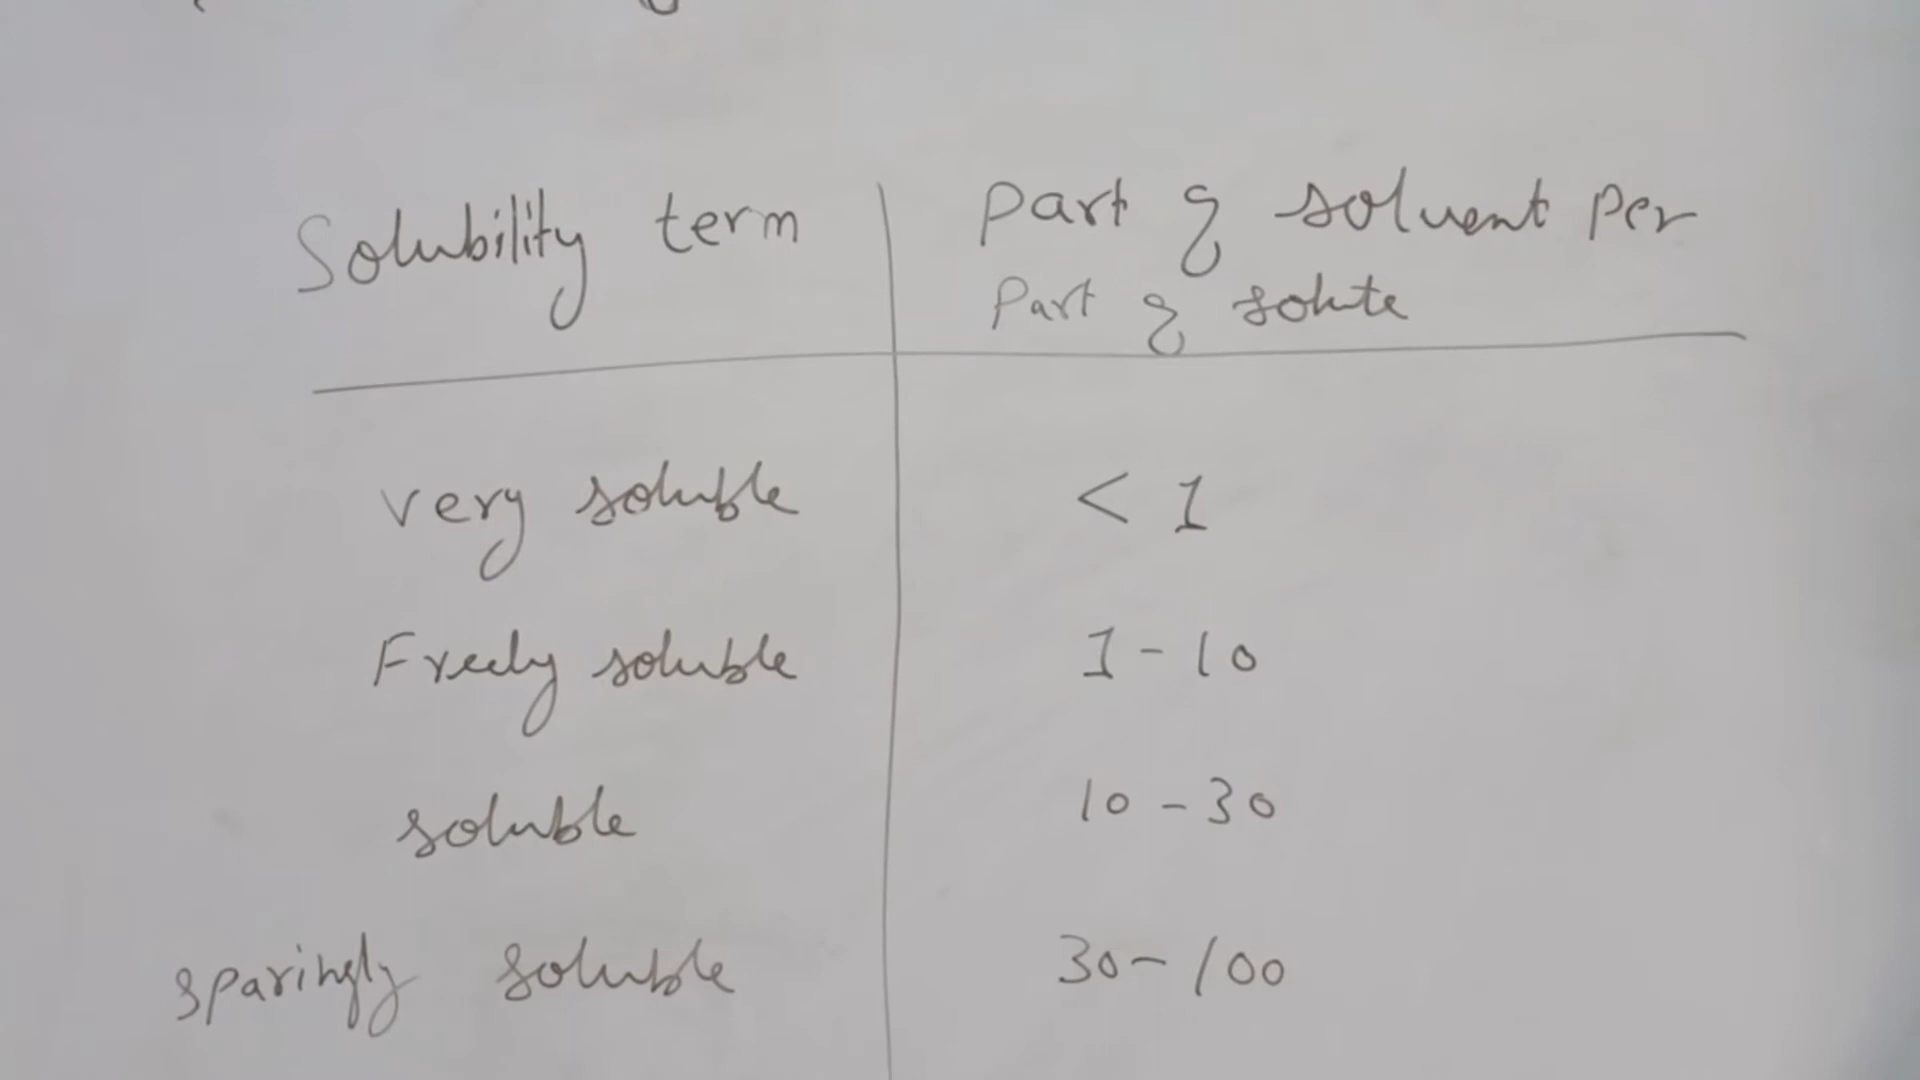 Solubility term | part of solvent per
part of solute
very soluble | < 1
Freely soluble | 1 - 10
soluble | 10 - 30
sparingly soluble | 30 - 100